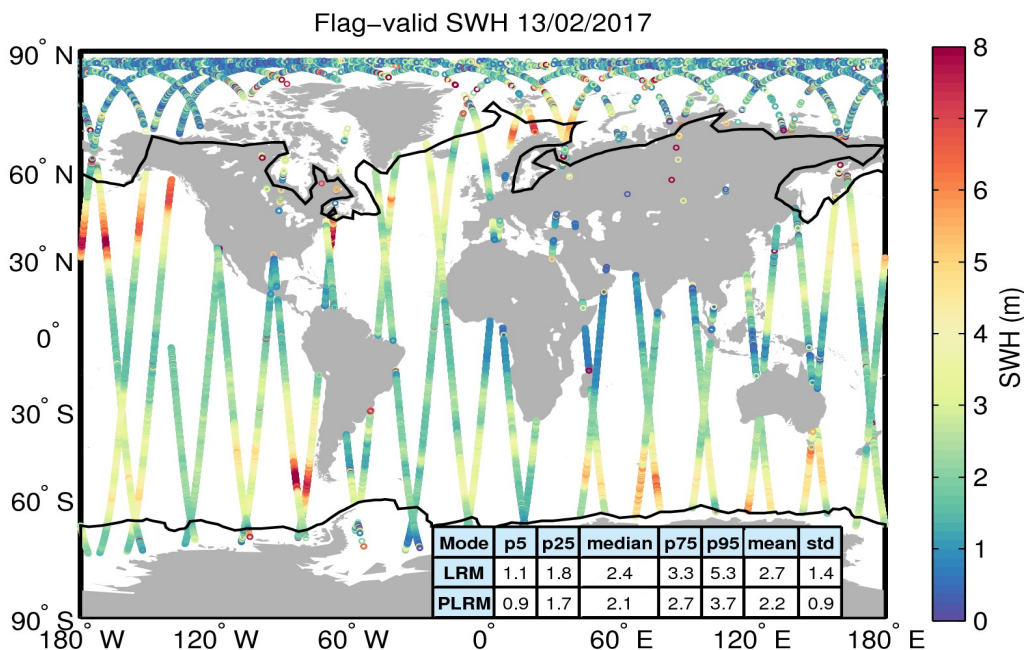 Flag−valid SWH 13/02/2017
90° N
60° N
30° N
0°
30° S
60° S
90° S
180° W
120° W
60° W
0°
60° E
120° E
180° E
Mode p5 p25 median p75 p95 mean std
LRM 1.1 1.8 2.4 3.3 5.3 2.7 1.4
PLRM 0.9 1.7 2.1 2.7 3.7 2.2 0.9
8
7
6
5
4
3
2
1
0
SWH (m)